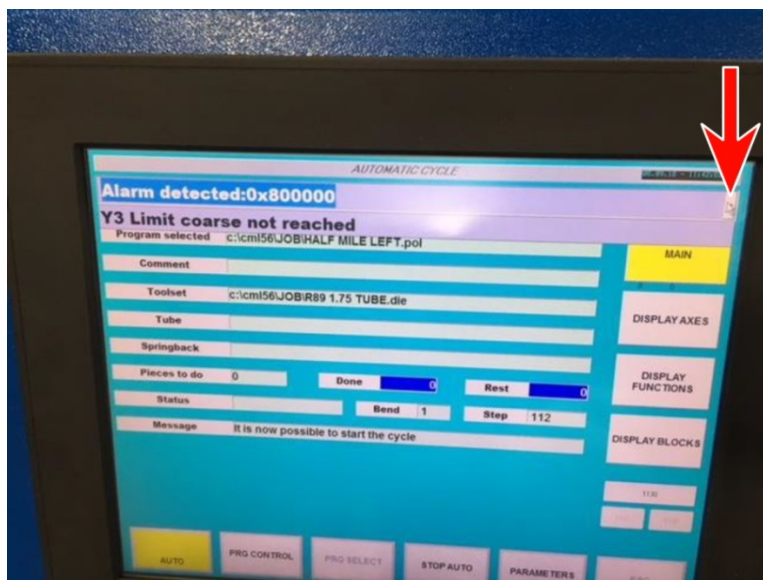 AUTOMATIC CYCLE
Alarm detected:0x800000
Y3 Limit coarse not reached
Program selected c:\cml56\JOB\HALF MILE LEFT.pol
MAIN
Comment
Toolset c:\cml56\JOB\R89 1.75 TUBE.die
DISPLAY AXES
Tube
Springback
Pieces to do 0 Done 0 Rest 0
DISPLAY FUNCTIONS
Status Bend 1 Step 112
Message It is now possible to start the cycle
DISPLAY BLOCKS
AUTO PRG CONTROL PRG SELECT STOP AUTO PARAMETERS